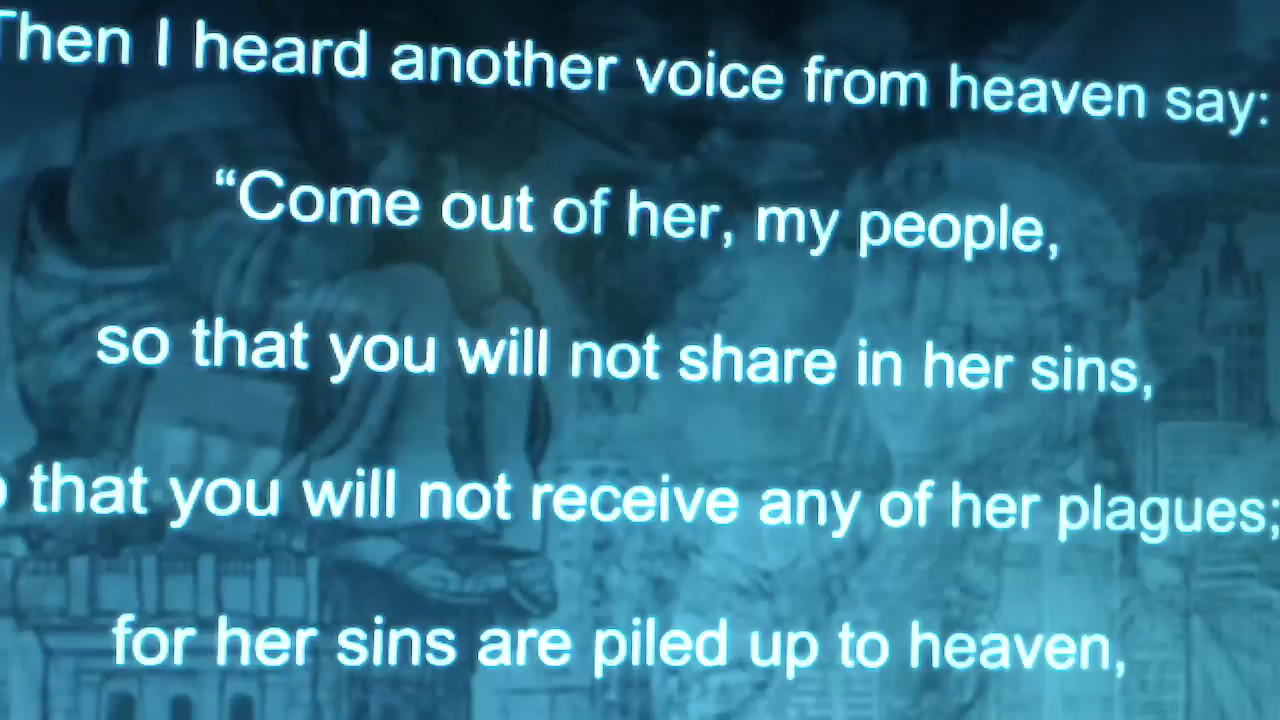 Then I heard another voice from heaven say:
“Come out of her, my people,
so that you will not share in her sins,
that you will not receive any of her plagues;
for her sins are piled up to heaven,